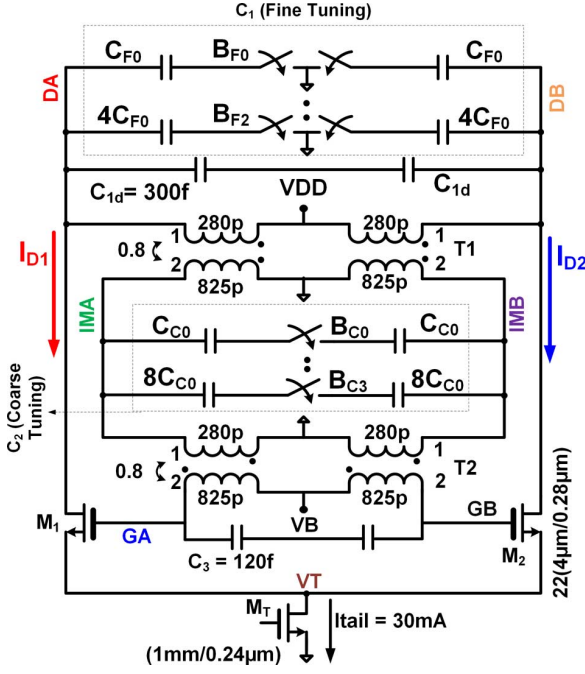 C1 (Fine Tuning)
CF0 BF0 CF0
DA DB
4CF0 BF2 4CF0
C1d= 300f VDD C1d
280p 280p
1 1
0.8 T1
2 2
825p 825p
ID1 ID2
IMA IMB
CC0 BC0 CC0
8CC0 BC3 8CC0
C2 (Coarse
Tuning)
280p 280p
1 1
0.8 T2
2 2
825p 825p
M1 VB GB
GA M2
C3 = 120f
22(4µm/0.28µm)
VT
MT Itail = 30mA
(1mm/0.24µm)